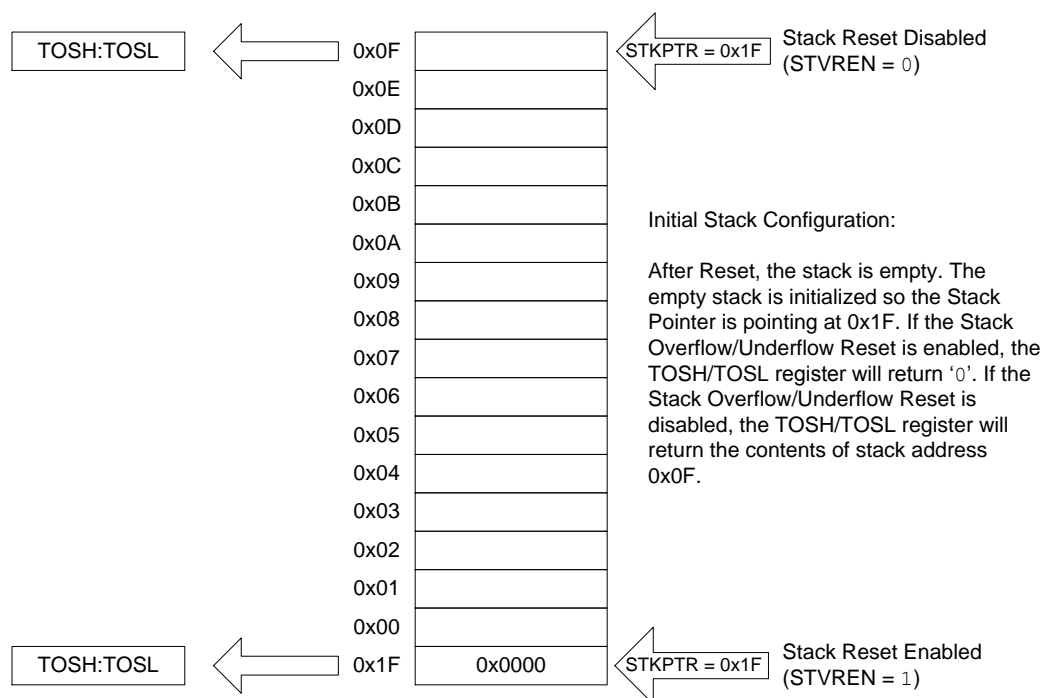 TOSH:TOSL
0x0F
STKPTR = 0x1F
Stack Reset Disabled
(STVREN = 0)
0x0E
0x0D
0x0C
0x0B
0x0A
0x09
0x08
0x07
0x06
0x05
0x04
0x03
0x02
0x01
0x00
Initial Stack Configuration:
After Reset, the stack is empty. The
empty stack is initialized so the Stack
Pointer is pointing at 0x1F. If the Stack
Overflow/Underflow Reset is enabled, the
TOSH/TOSL register will return ‘0’. If the
Stack Overflow/Underflow Reset is
disabled, the TOSH/TOSL register will
return the contents of stack address
0x0F.
TOSH:TOSL
0x1F
0x0000
STKPTR = 0x1F
Stack Reset Enabled
(STVREN = 1)